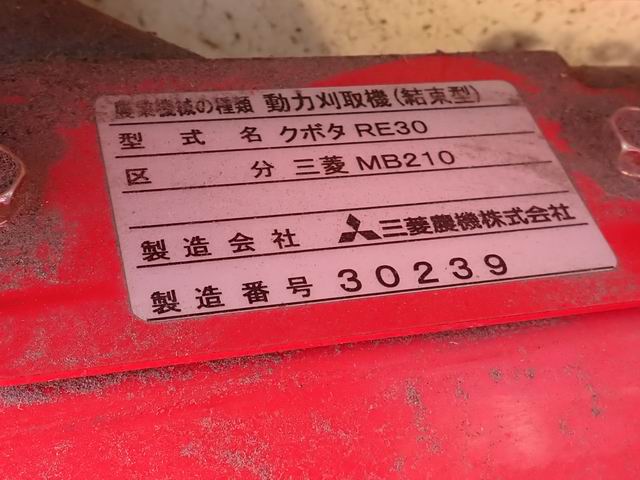 農業機械の種類 動力刈取機(結束型)
型式名 クボタ RE30
区分 三菱 MB210
製造会社 三菱農機株式会社
製造番号 30239